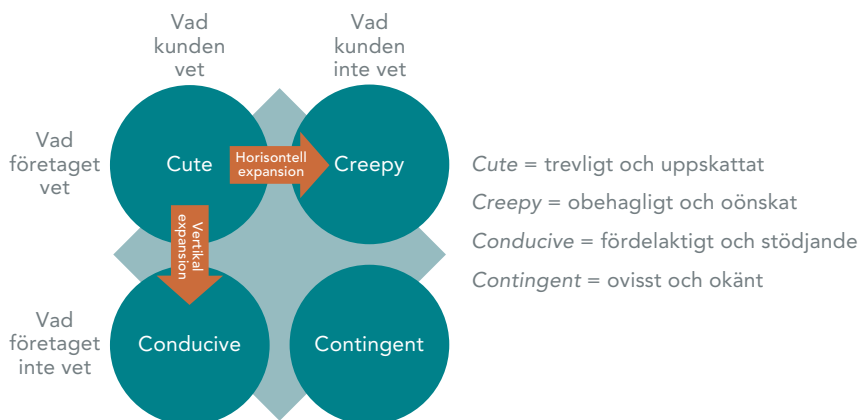 Vad
kunden
vet
Vad
kunden
inte vet
Vad
företaget
vet
Cute
Horisontell
expansion
Creepy
Cute = trevligt och uppskattat
Creepy = obehagligt och oönskat
Conducive = fördelaktigt och stödjande
Contingent = ovisst och okänt
Vertikal
expansion
Vad
företaget
inte vet
Conducive
Contingent